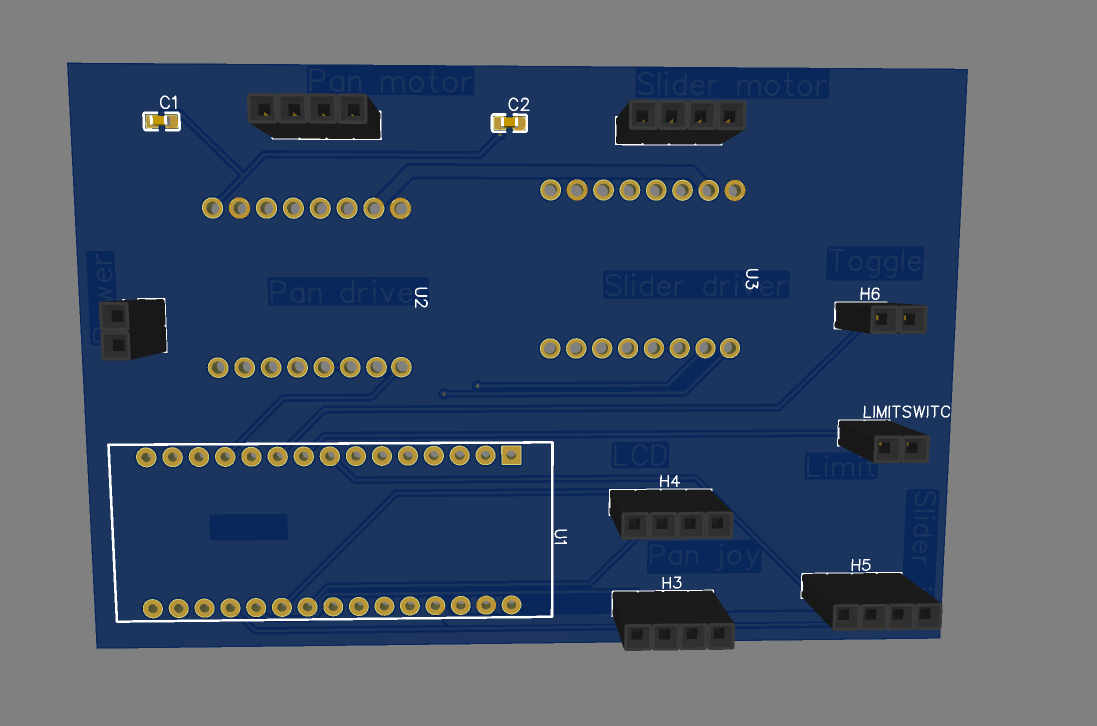 Pan motor
Slider motor
C1
C2
Toggle
Pan driver
U2
Slider driver
U3
H6
LIMITSWITC
LCD
Limit
H4
Slider
U1
Pan joy
H5
H3